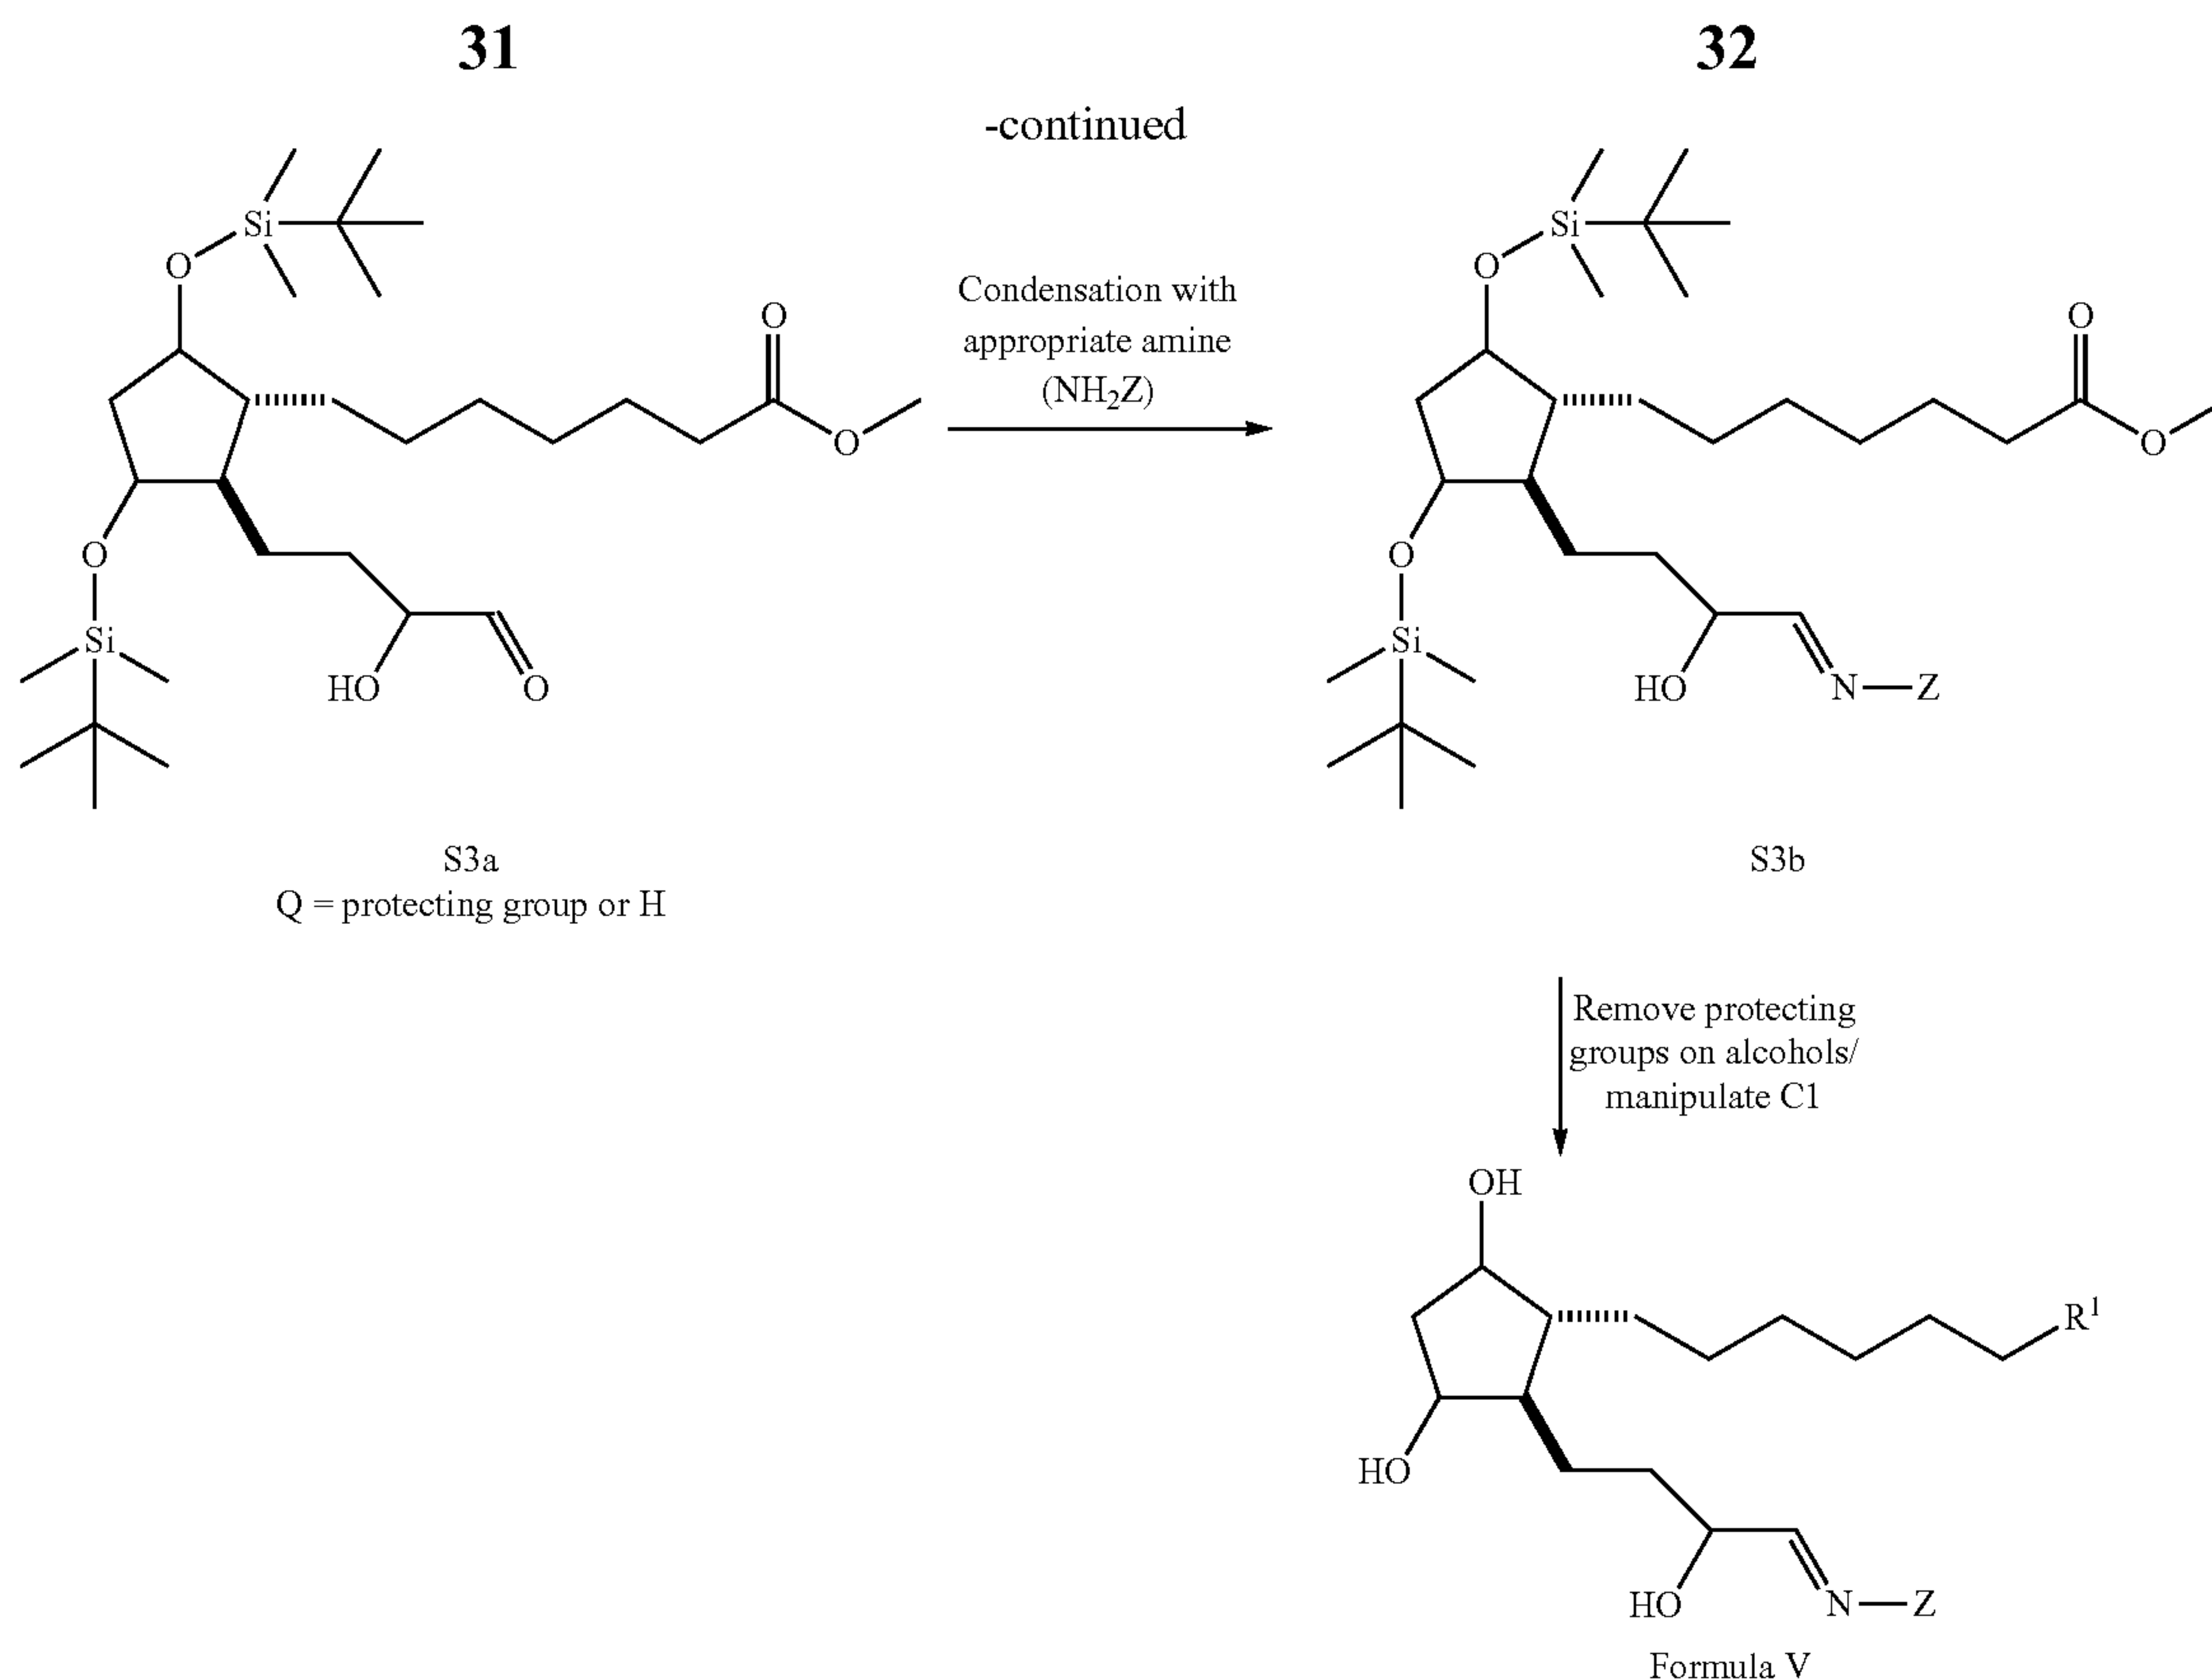 31
32
-continued
Si
O
O
O
O
Si
HO
O
S3a
Q = protecting group or H
Condensation with
appropriate amine
(NH₂Z)
Si
O
O
O
O
Si
HO
N—Z
S3b
Remove protecting
groups on alcohols/
manipulate C1
OH
R¹
HO
HO
N—Z
Formula V